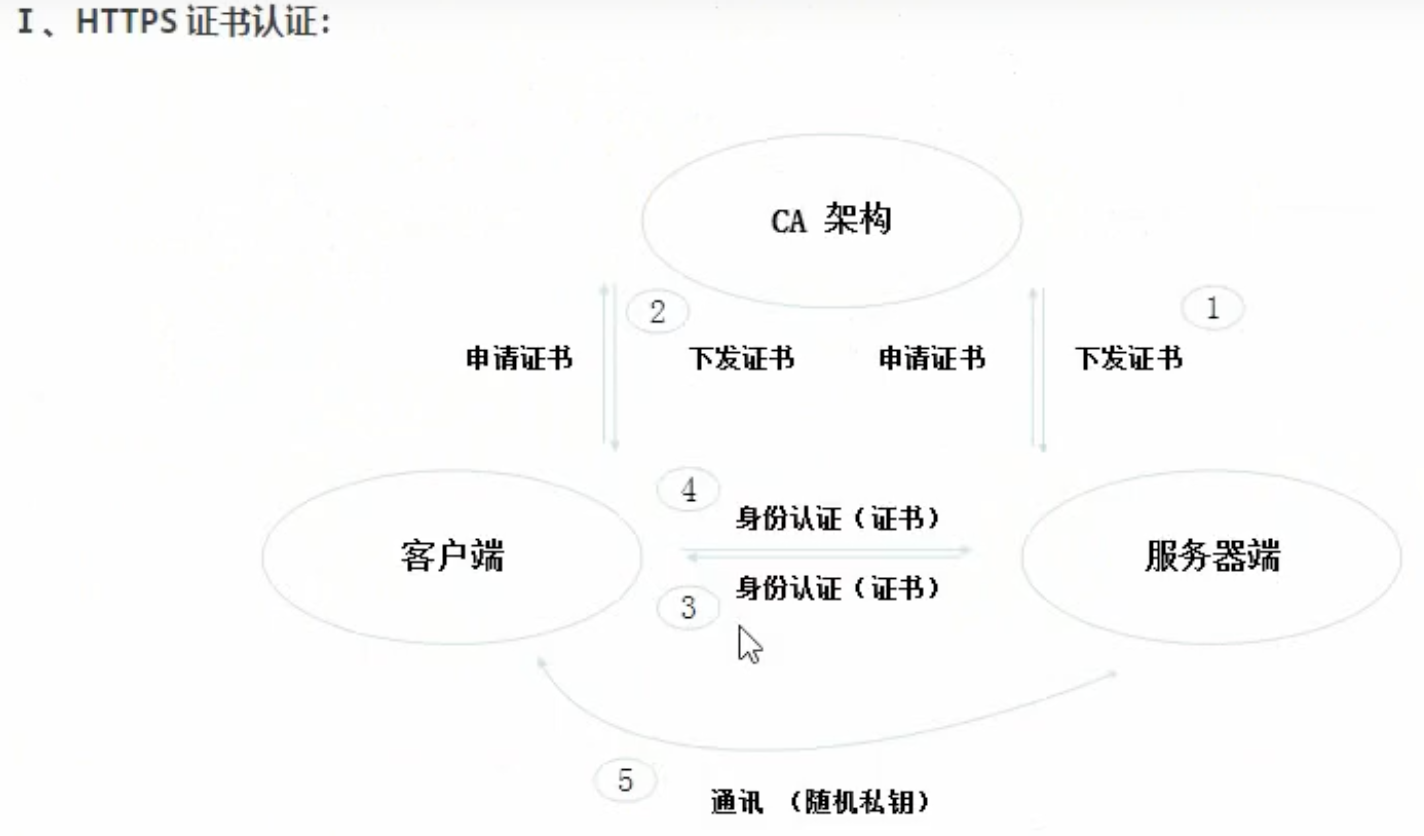 I、HTTPS 证书认证：
CA 架构
2
1
申请证书
下发证书
申请证书
下发证书
4
身份认证（证书）
客户端
服务器端
身份认证（证书）
3
5
通讯 （随机私钥）